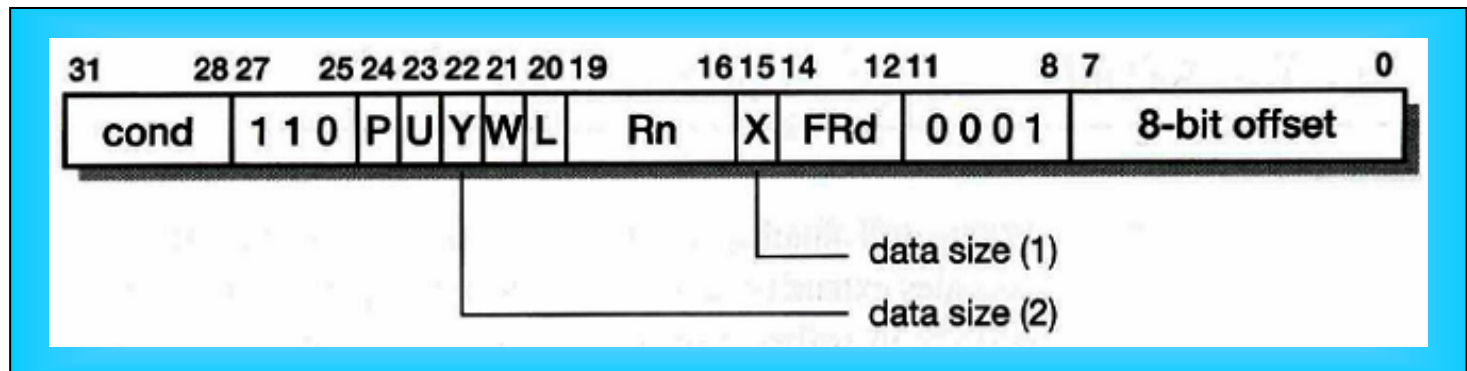 31 28 27 25 24 23 22 21 20 19 16 15 14 12 11 8 7 0
cond 1 1 0 P U Y W L Rn X FRd 0 0 0 1 8-bit offset
data size (1)
data size (2)